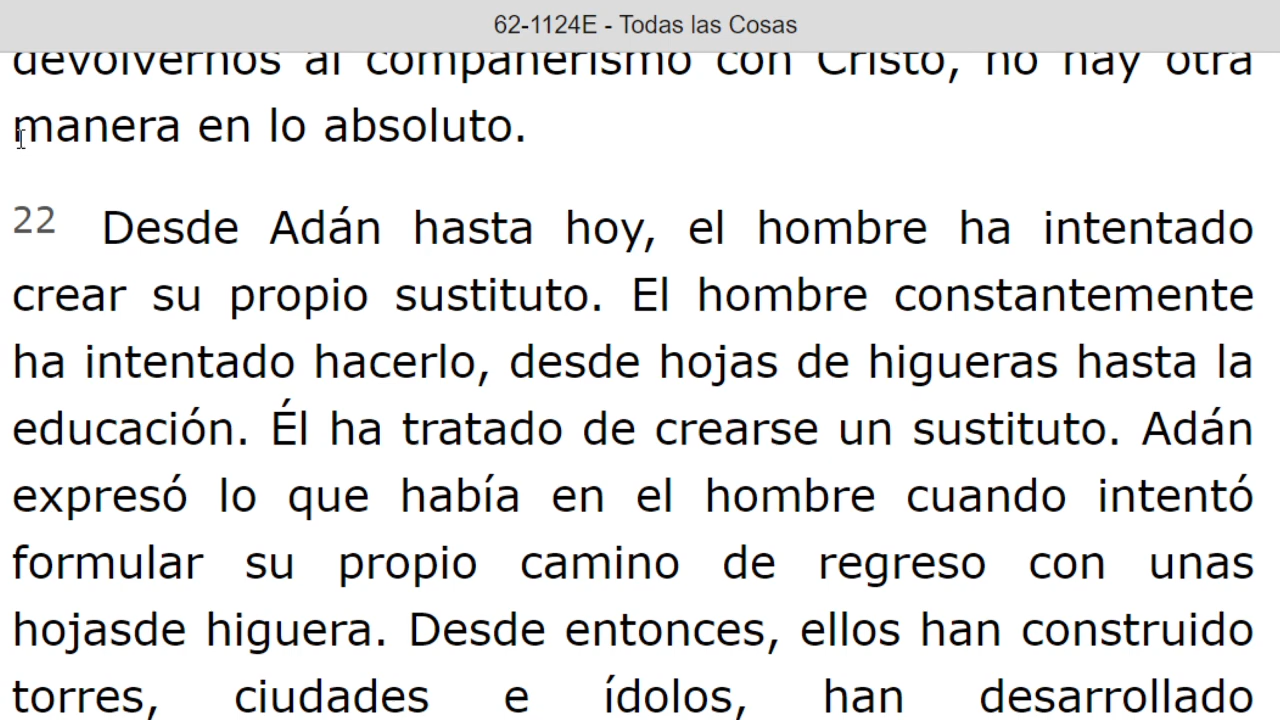 62-1124E - Todas las Cosas
devolvernos al compañerismo con Cristo, no hay otra
manera en lo absoluto.
22 Desde Adán hasta hoy, el hombre ha intentado
crear su propio sustituto. El hombre constantemente
ha intentado hacerlo, desde hojas de higueras hasta la
educación. Él ha tratado de crearse un sustituto. Adán
expresó lo que había en el hombre cuando intentó
formular su propio camino de regreso con unas
hojasde higuera. Desde entonces, ellos han construido
torres, ciudades e ídolos, han desarrollado